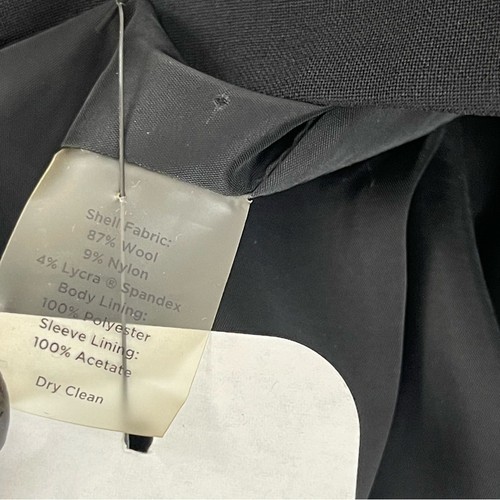 Shell Fabric:
87% Wool
9% Nylon
4% Lycra ® Spandex
Body Lining:
100% Polyester
Sleeve Lining:
100% Acetate
Dry Clean